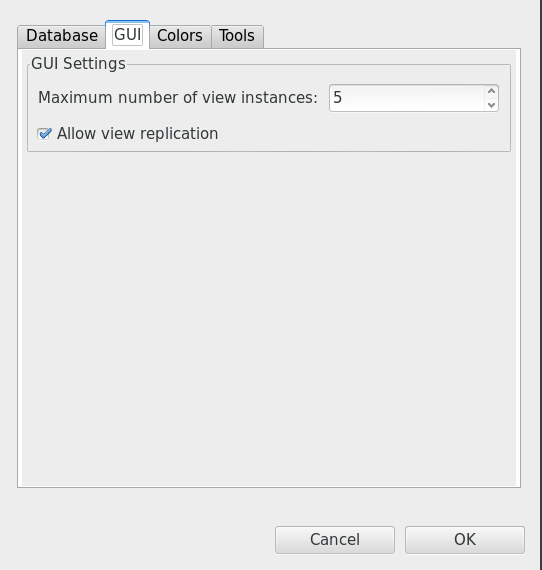 Database GUI Colors Tools
GUI Settings
Maximum number of view instances: 5
Allow view replication
Cancel OK